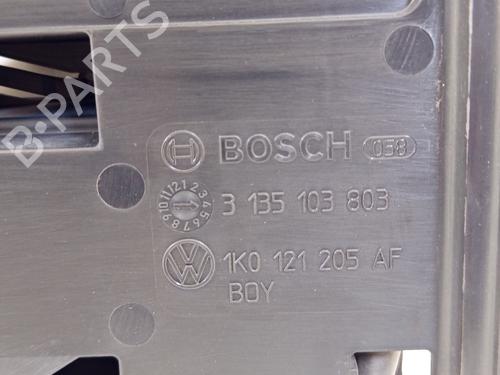 B-PARTS
BOSCH 038
3 135 103 803
1K0 121 205 AF
BOY